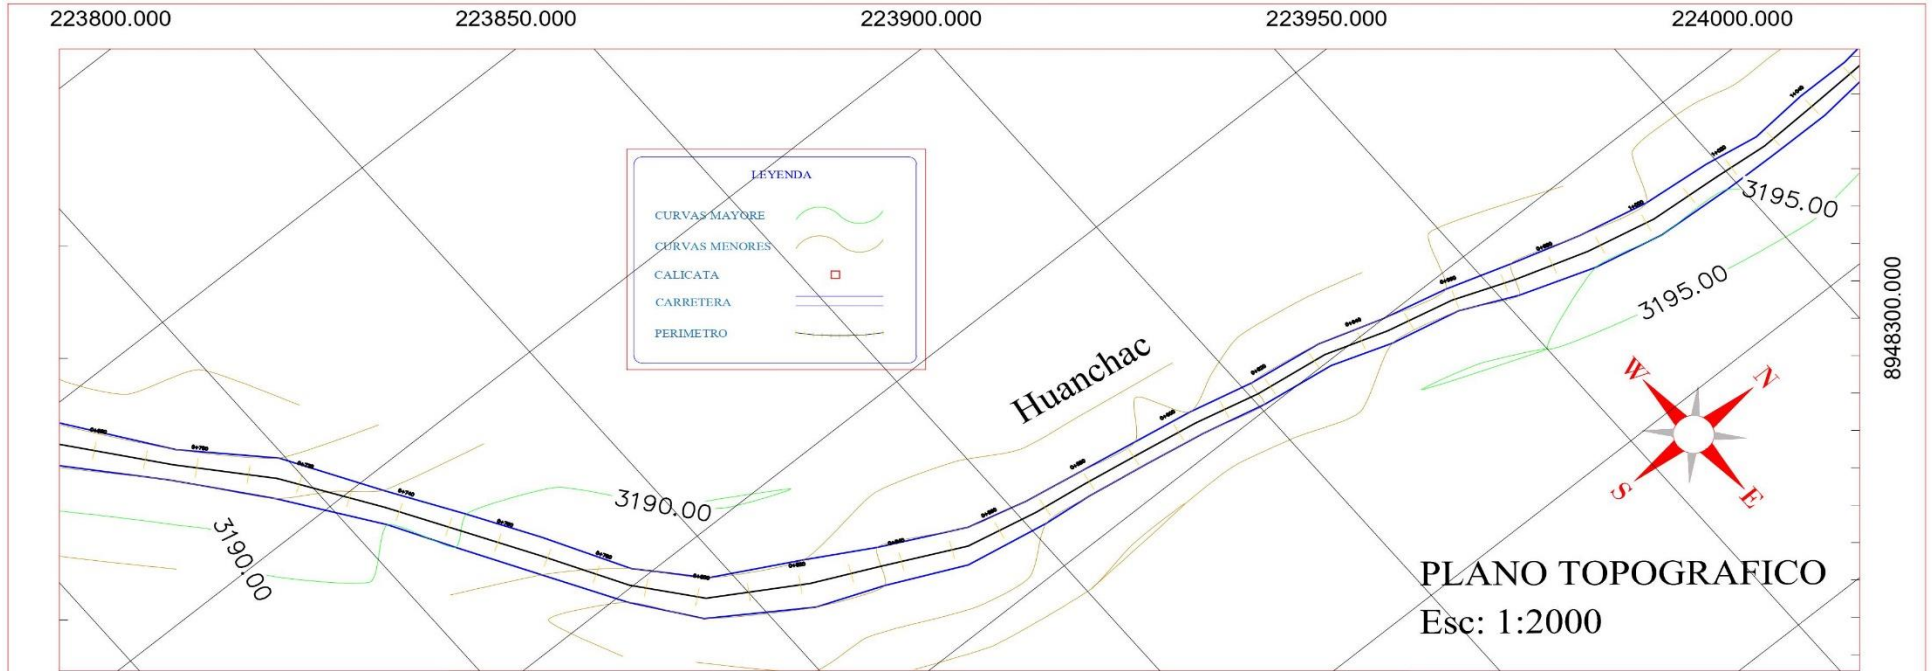 223800.000 223850.000 223900.000 223950.000 224000.000
LEYENDA
CURVAS MAYORE
CURVAS MENORES
CALICATA
CARRETERA
PERIMETRO
3195.00
3195.00
8948300.000
Huanchac
W N
S E
3190.00
3190.00
PLANO TOPOGRAFICO
Esc: 1:2000